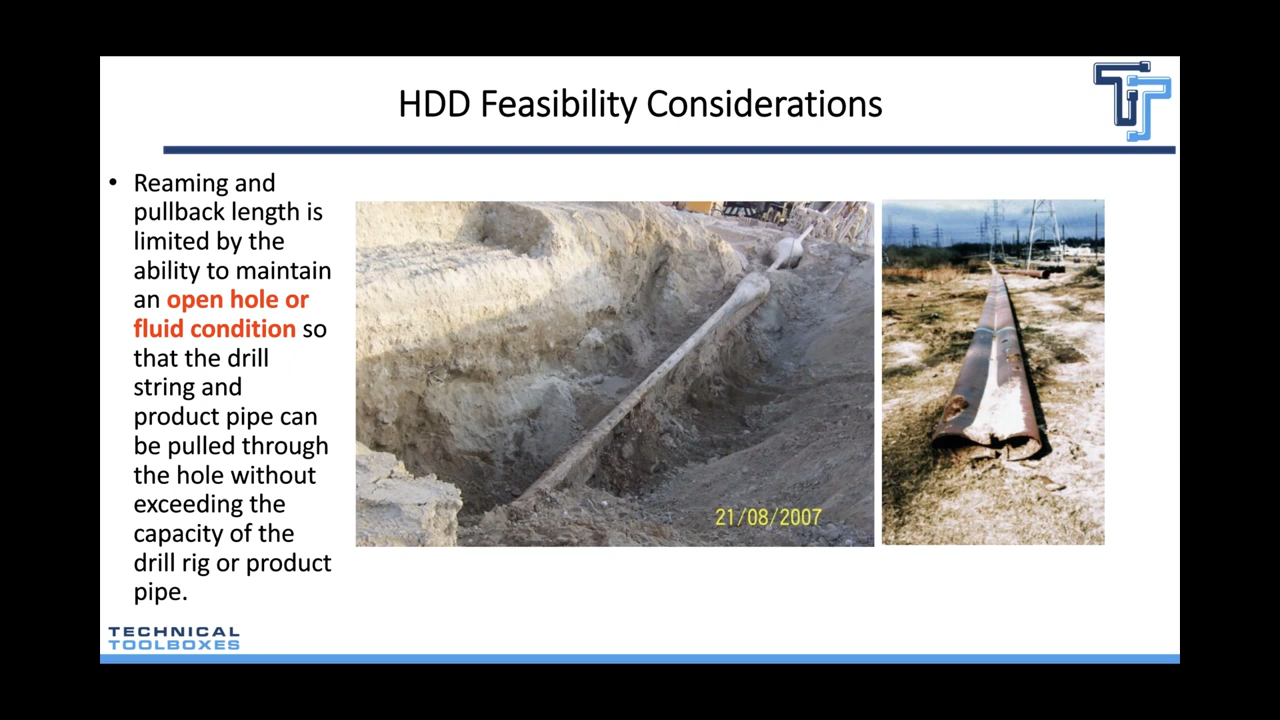 HDD Feasibility Considerations
• Reaming and
pullback length is
limited by the
ability to maintain
an open hole or
fluid condition so
that the drill
string and
product pipe can
be pulled through
the hole without
exceeding the
capacity of the
drill rig or product
pipe.
21/08/2007
TECHNICAL
TOOLBOXES